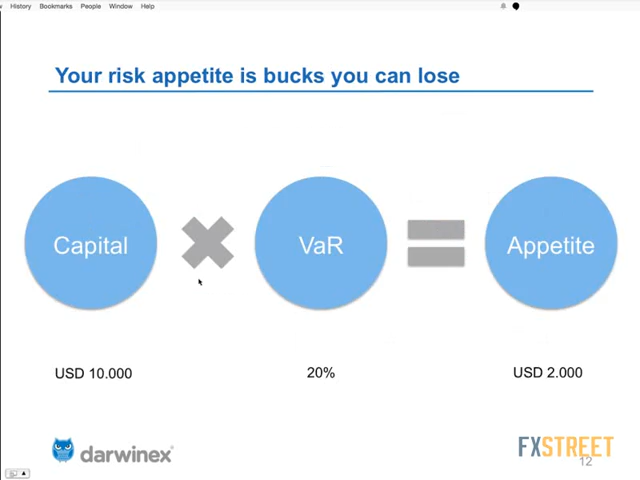 History Bookmarks People Window Help
Your risk appetite is bucks you can lose
Capital VaR Appetite
USD 10.000 20% USD 2.000
darwinex FXSTREET
12